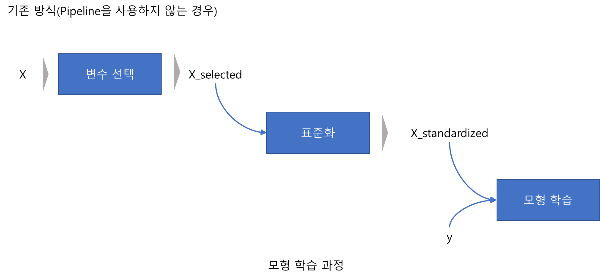 기존 방식(Pipeline을 사용하지 않는 경우)
X
변수 선택
X_selected
표준화
X_standardized
모형 학습
y
모형 학습 과정